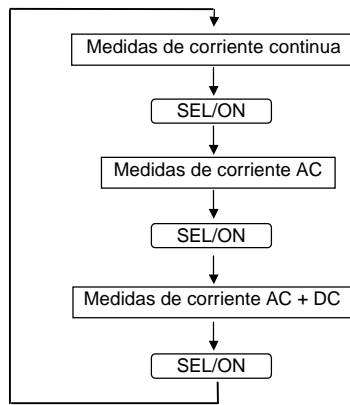 Medidas de corriente continua
SEL/ON
Medidas de corriente AC
SEL/ON
Medidas de corriente AC + DC
SEL/ON